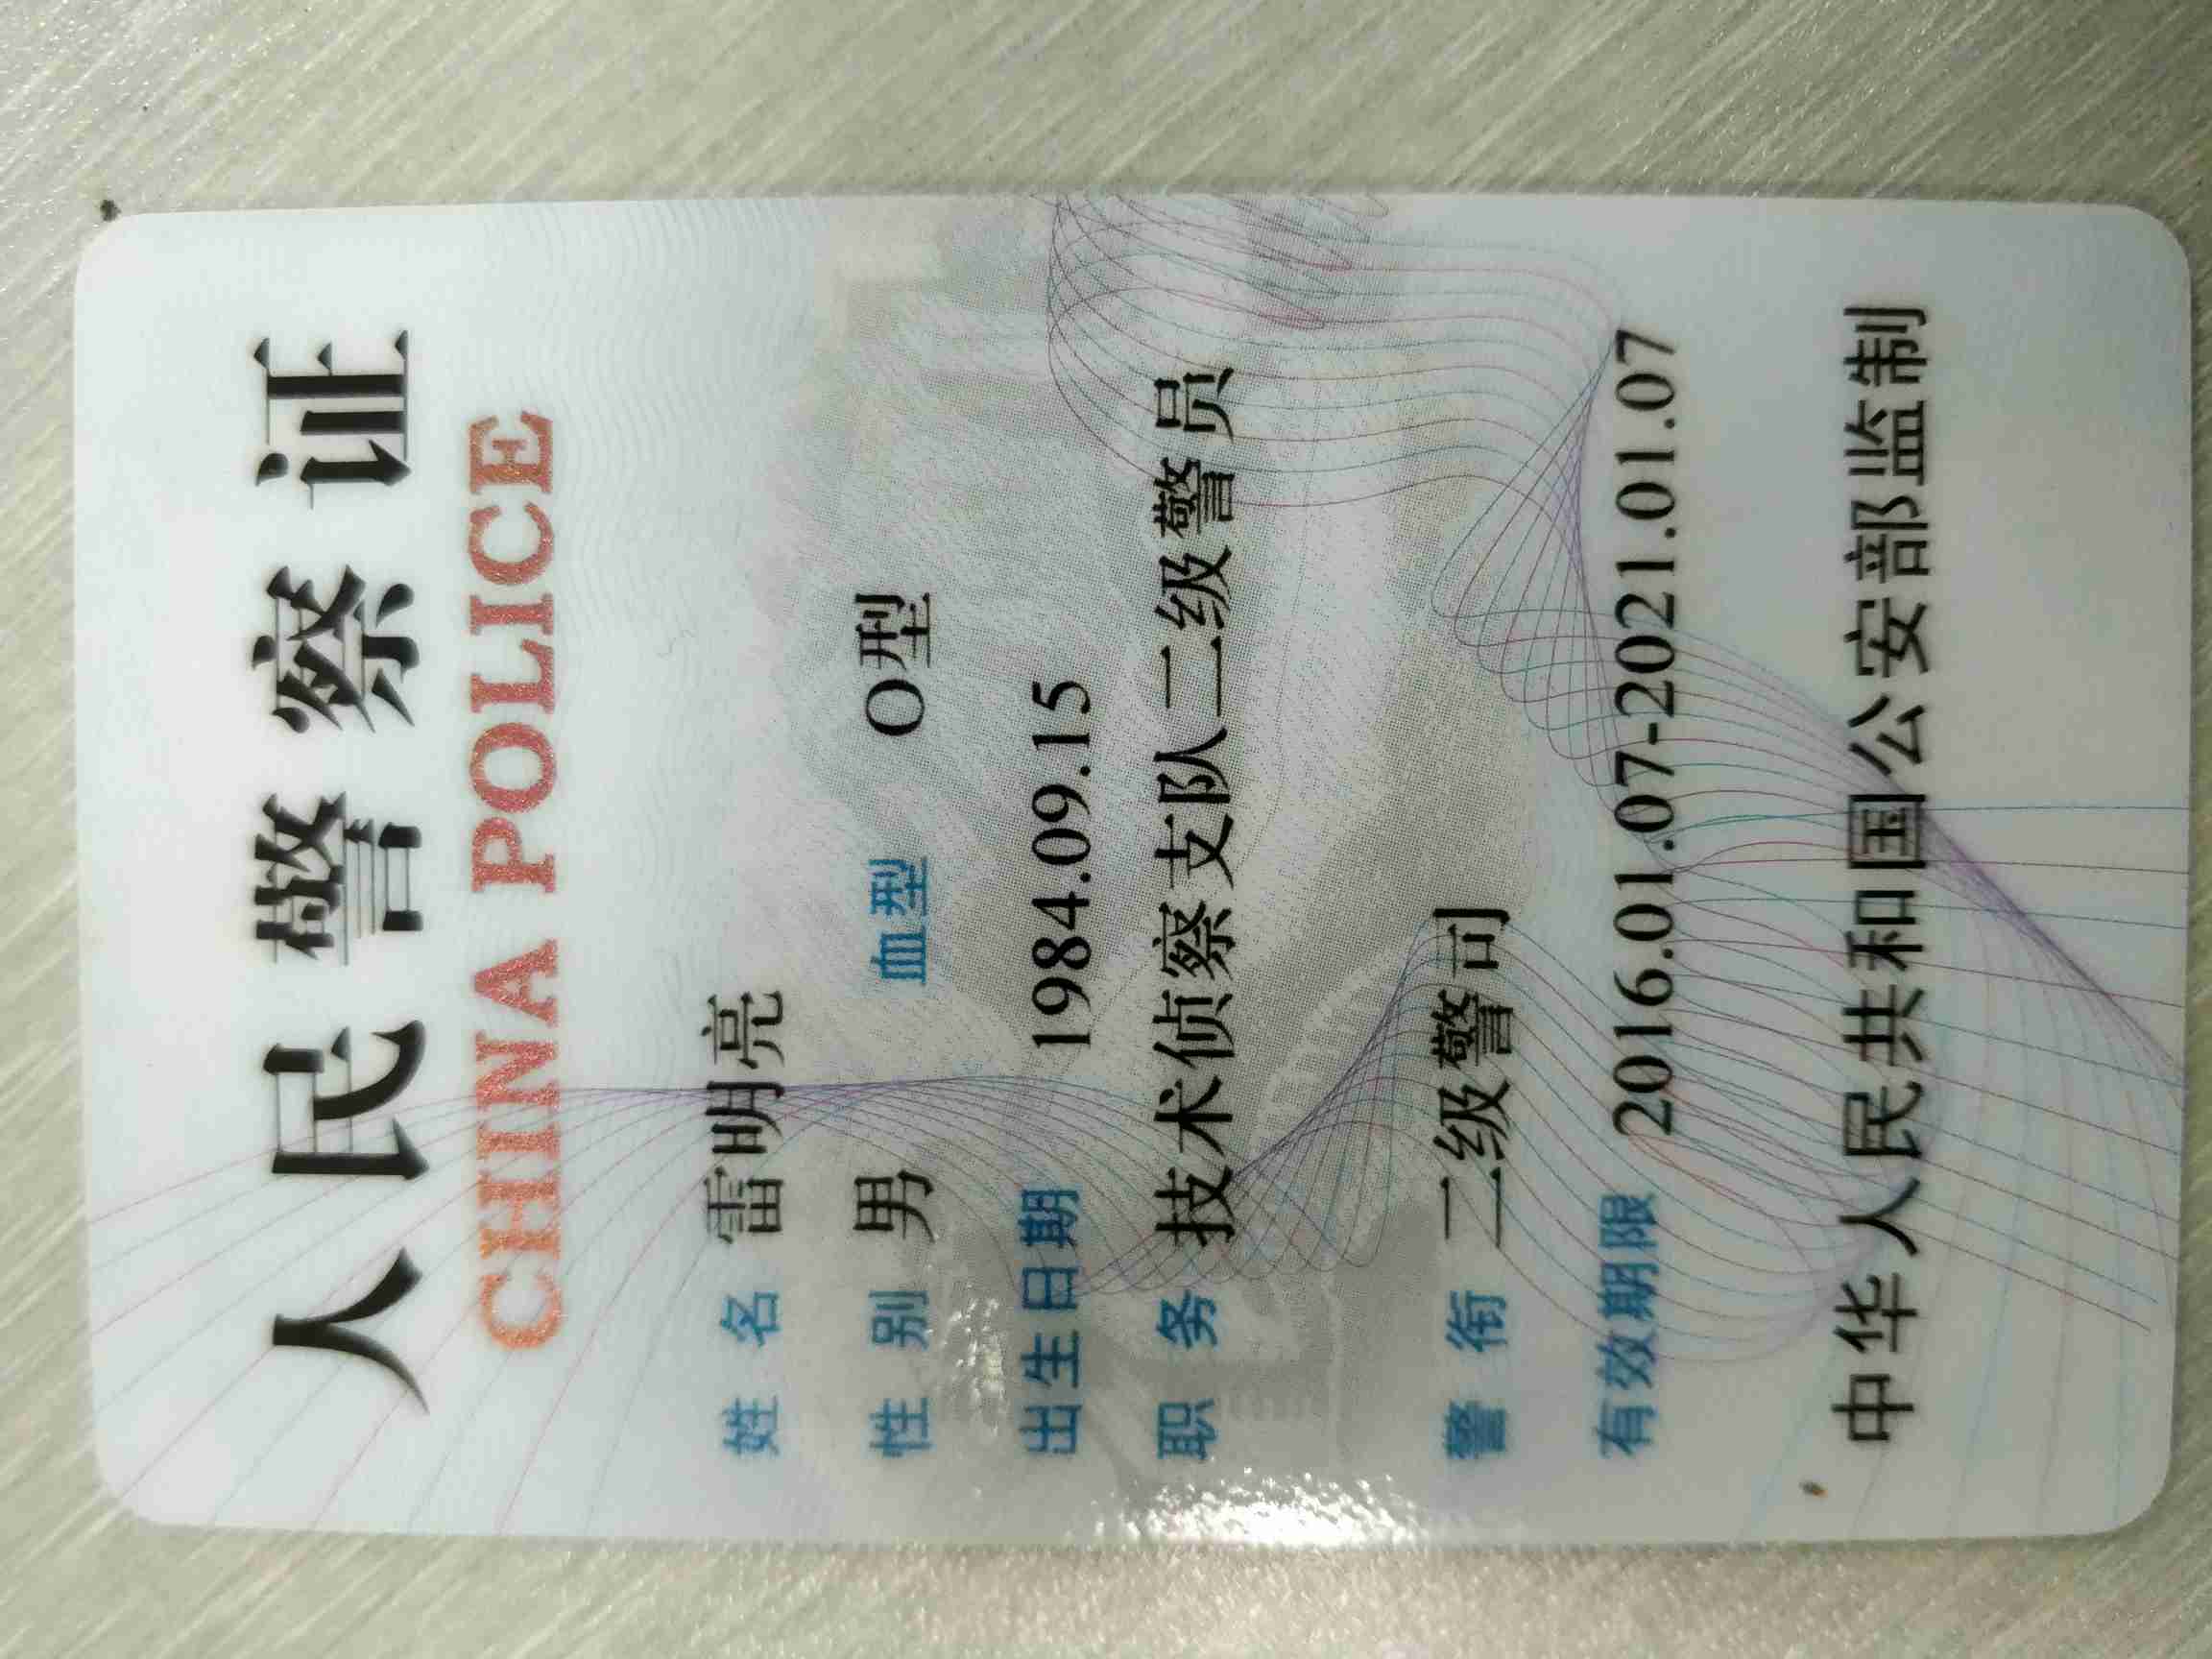 人民警察证
CHINA POLICE
姓名 雷明亮
性别 男 血型 O型
出生日期 1984.09.15
职务 技术侦察支队二级警员
警衔 二级警司
有效期限 2016.01.07-2021.01.07
中华人民共和国公安部监制